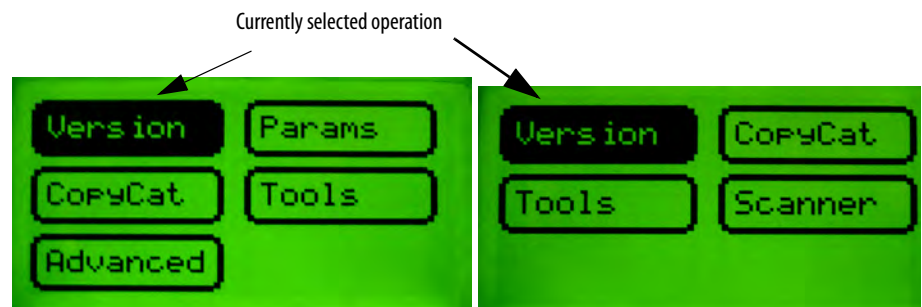 Currently selected operation
Version Params
CopyCat Tools
Advanced
Version CopyCat
Tools Scanner